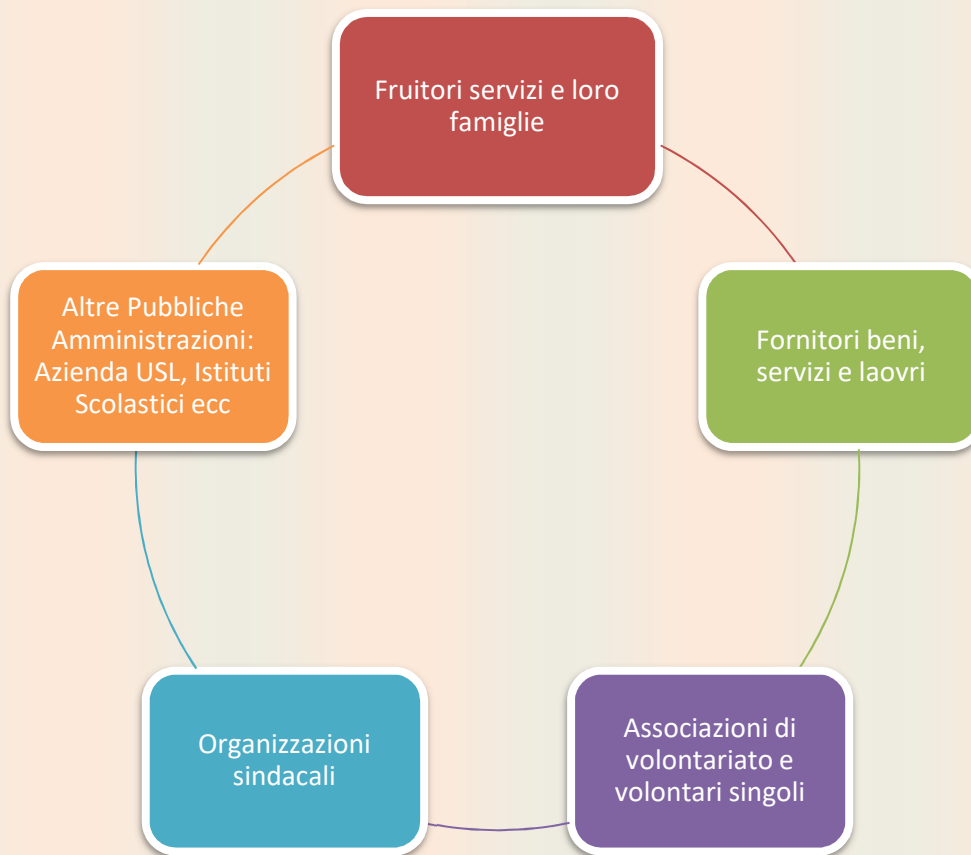 Fruitori servizi e loro
famiglie
Altre Pubbliche
Amministrazioni:
Azienda USL, Istituti
Scolastici ecc
Fornitori beni,
servizi e laovri
Organizzazioni
sindacali
Associazioni di
volontariato e
volontari singoli